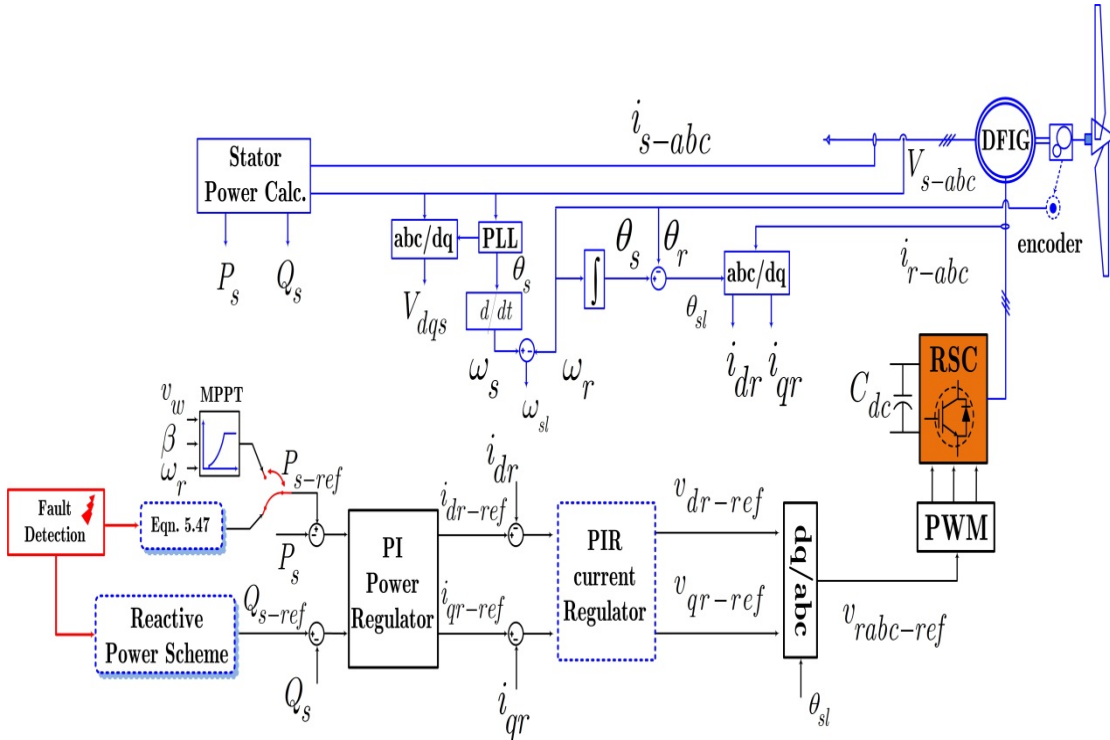 i_{s-abc}
DFIG
Stator
Power Calc.
V_{s-abc}
abc/dq
PLL
encoder
θ_s
θ_r
abc/dq
i_{r-abc}
P_s
Q_s
V_{dqs}
θ_s
d/dt
∫
θ_{sl}
ω_s
ω_r
ω_{sl}
i_{dr}
i_{qr}
C_{dc}
RSC
MPPT
v_w
β
ω_r
P_{s-ref}
i_{dr}
Fault
Detection
Eqn. 5.47
P_s
i_{dr-ref}
v_{dr-ref}
PWM
PI
Power
Regulator
PIR
current
Regulator
dq/abc
Reactive
Power Scheme
Q_{s-ref}
i_{qr-ref}
v_{qr-ref}
v_{rabc-ref}
Q_s
i_{qr}
θ_{sl}